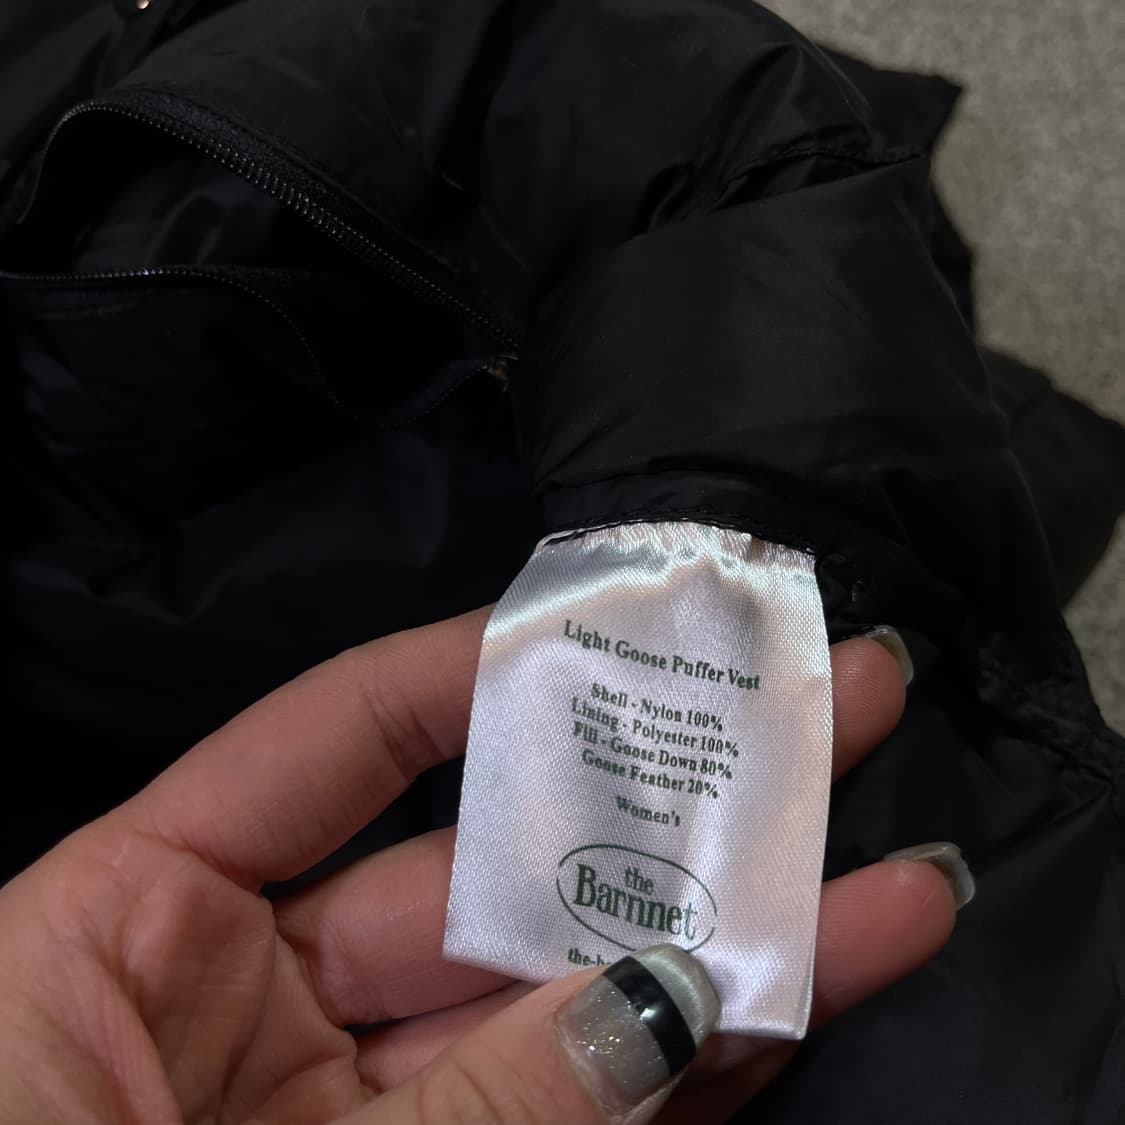 Light Goose Puffer Vest
Shell - Nylon 100%
Lining - Polyester 100%
Fill - Goose Down 80%
Goose Feather 20%
Women's
the
Barnnet